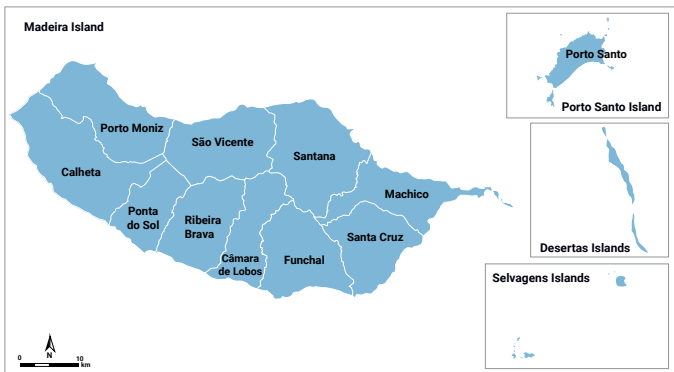 Madeira Island
Porto Santo
Porto Santo Island
Porto Moniz
São Vicente
Santana
Calheta
Machico
Ponta
do Sol
Ribeira
Brava
Santa Cruz
Câmara
de Lobos
Funchal
Desertas Islands
Selvagens Islands
N
0 10
km